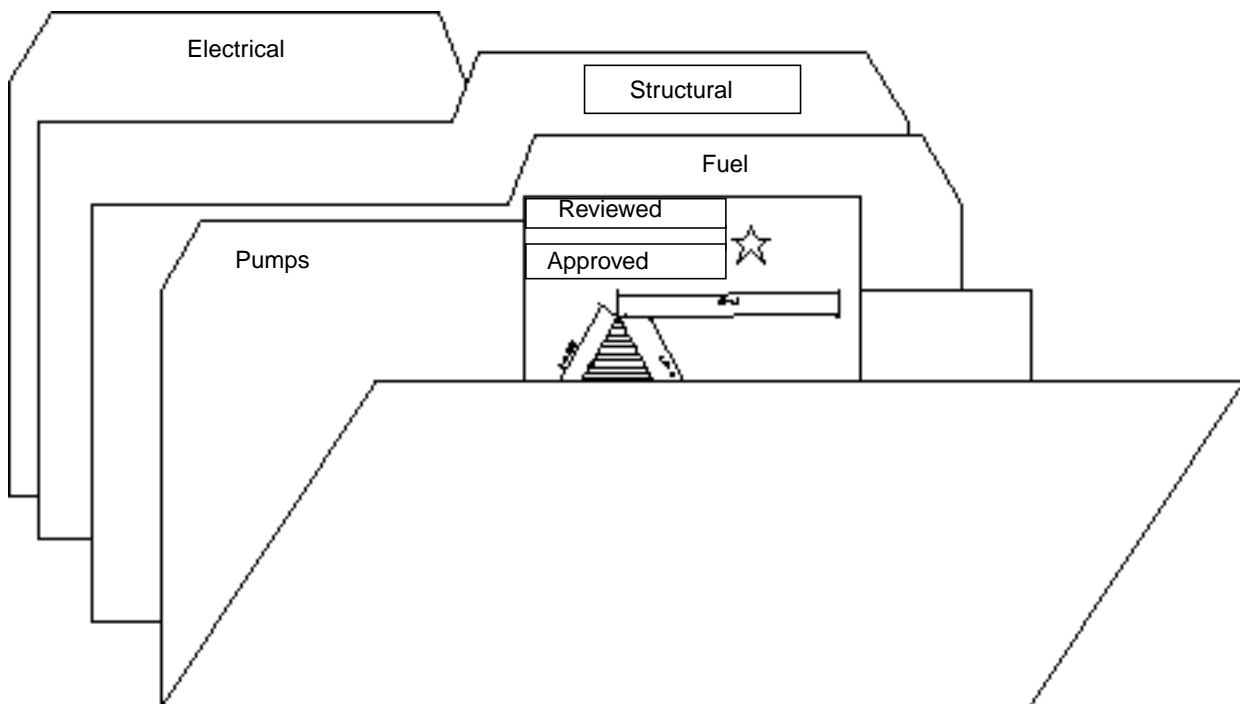 Electrical
Structural
Fuel
Reviewed
Pumps
Approved